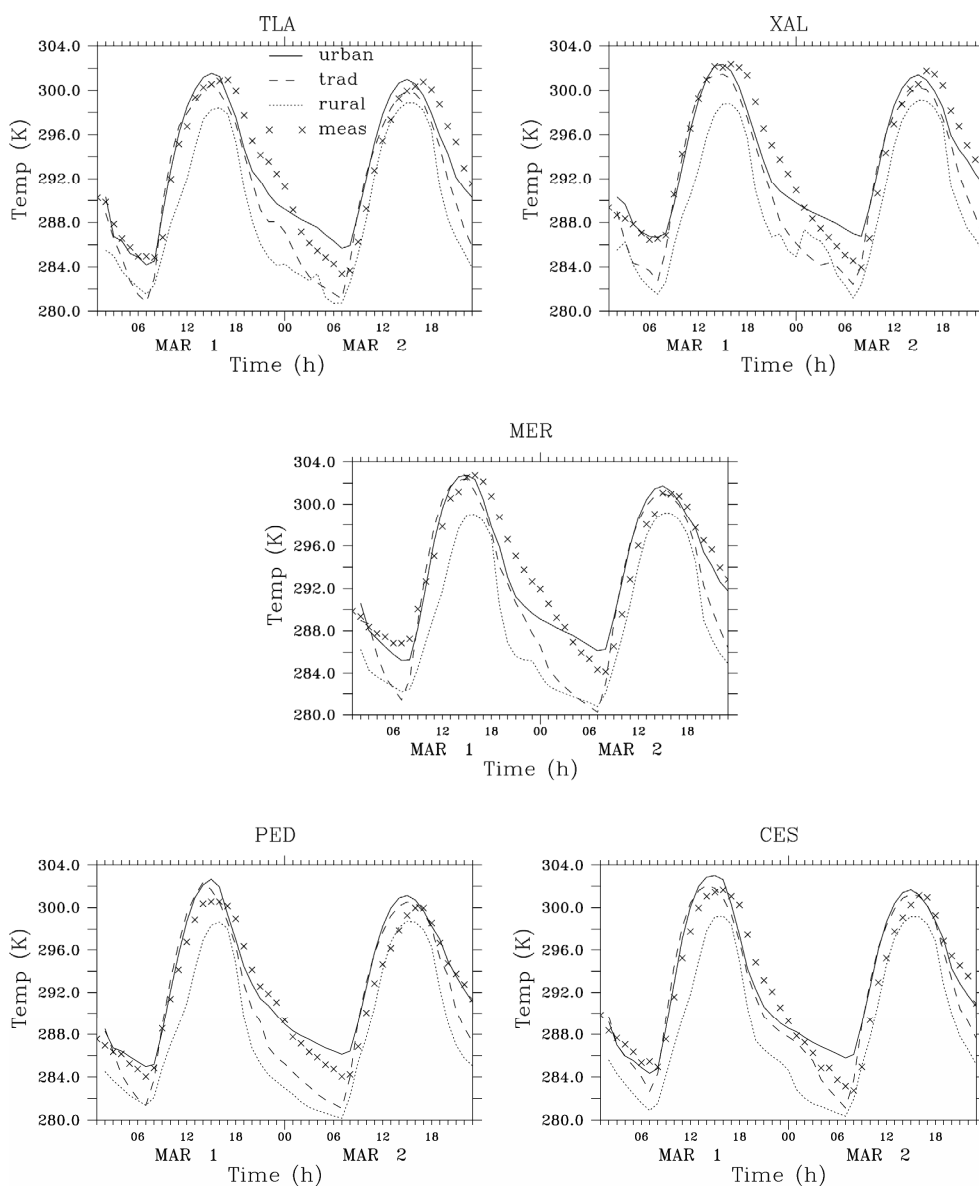 TLA
304.0
300.0
296.0
292.0
288.0
284.0
280.0
Temp (K)
urban
trad
rural
× × meas
06 12 18 00 06 12 18
MAR 1 MAR 2
Time (h)
XAL
304.0
300.0
296.0
292.0
288.0
284.0
280.0
Temp (K)
06 12 18 00 06 12 18
MAR 1 MAR 2
Time (h)
MER
304.0
300.0
296.0
292.0
288.0
284.0
280.0
Temp (K)
06 12 18 00 06 12 18
MAR 1 MAR 2
Time (h)
PED
304.0
300.0
296.0
292.0
288.0
284.0
280.0
Temp (K)
06 12 18 00 06 12 18
MAR 1 MAR 2
Time (h)
CES
304.0
300.0
296.0
292.0
288.0
284.0
280.0
Temp (K)
06 12 18 00 06 12 18
MAR 1 MAR 2
Time (h)